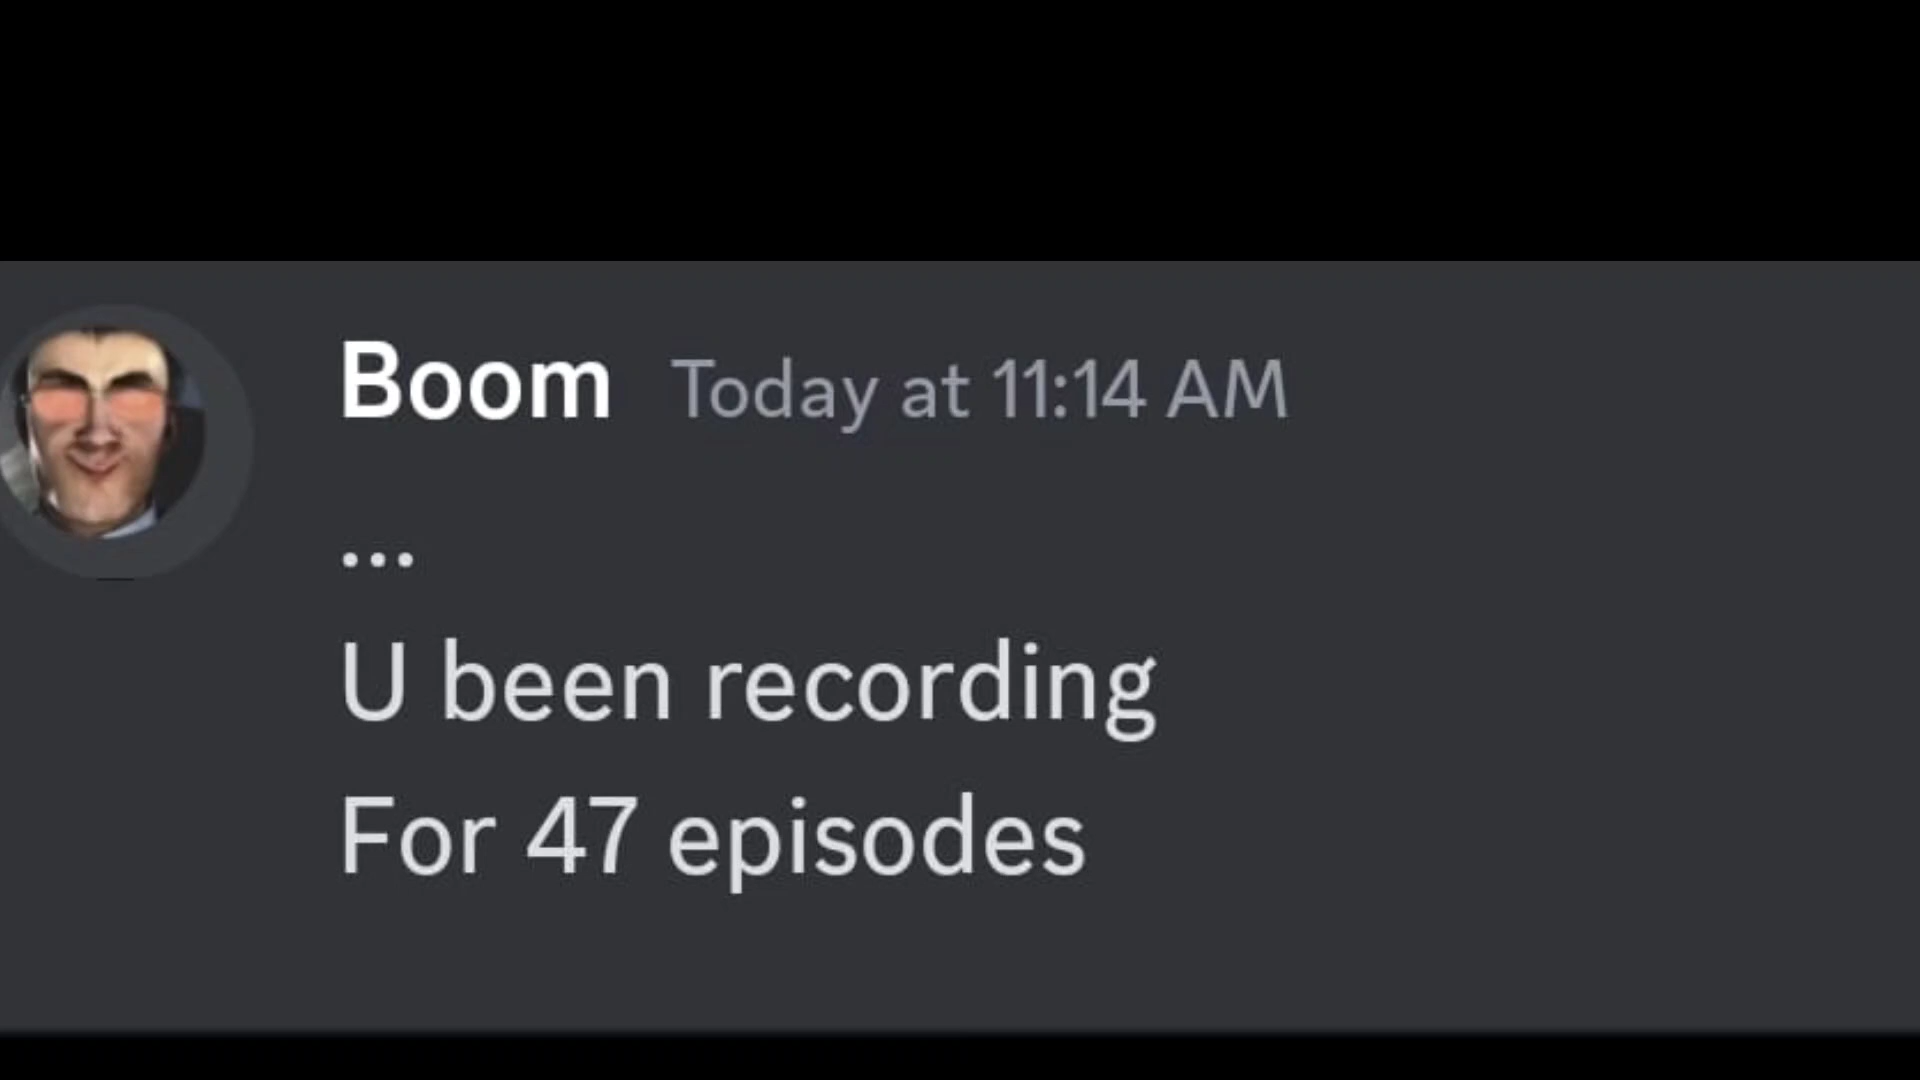 Boom Today at 11:14 AM
...
U been recording
For 47 episodes